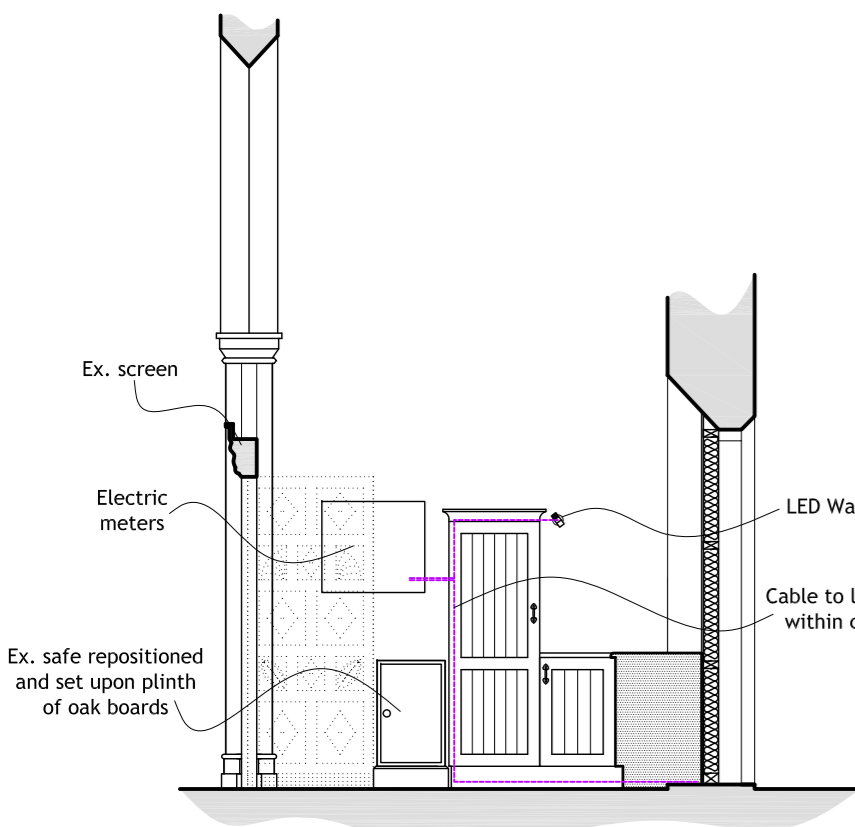 Ex. screen
Electric
meters
LED Wa
Cable to l
within
Ex. safe repositioned
and set upon plinth
of oak boards